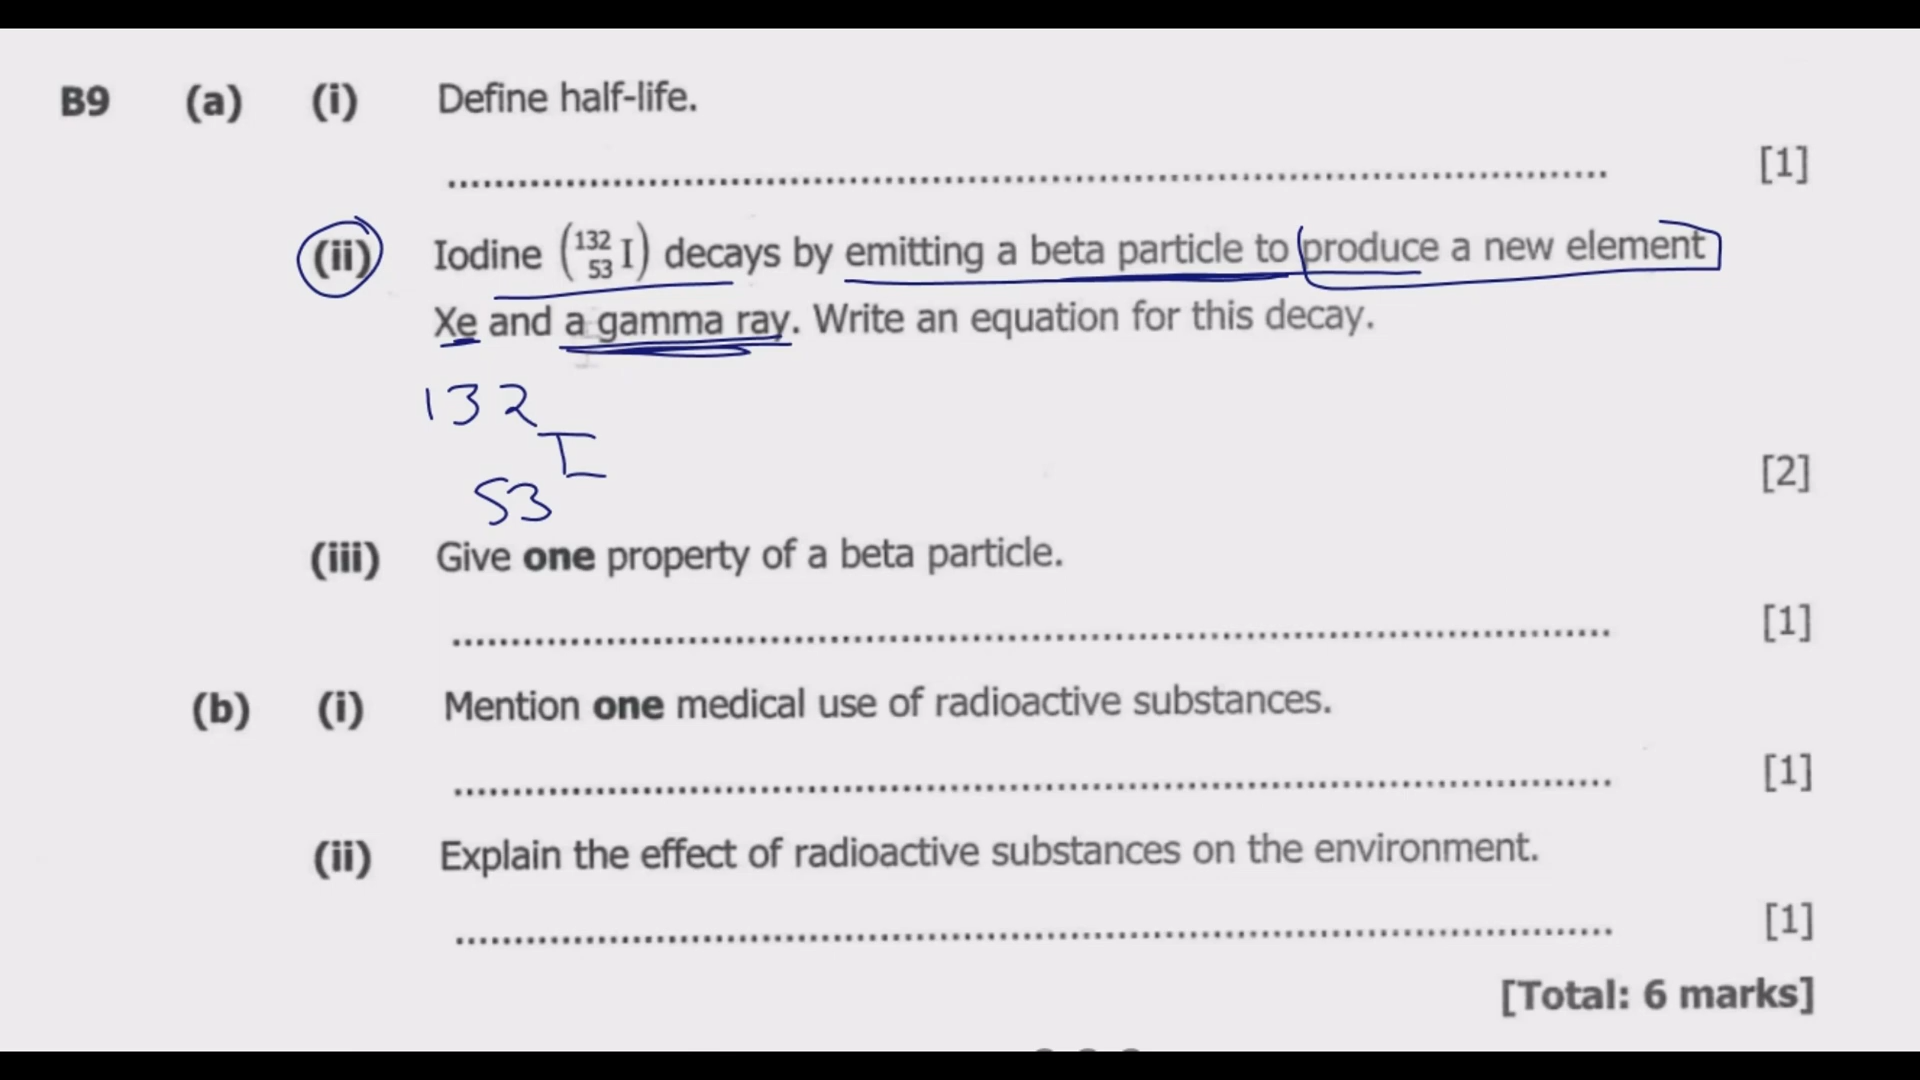 B9 (a) (i) Define half-life.
[1]
(ii) Iodine (¹³²₅₃I) decays by emitting a beta particle to produce a new element
Xe and a gamma ray. Write an equation for this decay.
132
I
53
[2]
(iii) Give one property of a beta particle.
[1]
(b) (i) Mention one medical use of radioactive substances.
[1]
(ii) Explain the effect of radioactive substances on the environment.
[1]
[Total: 6 marks]